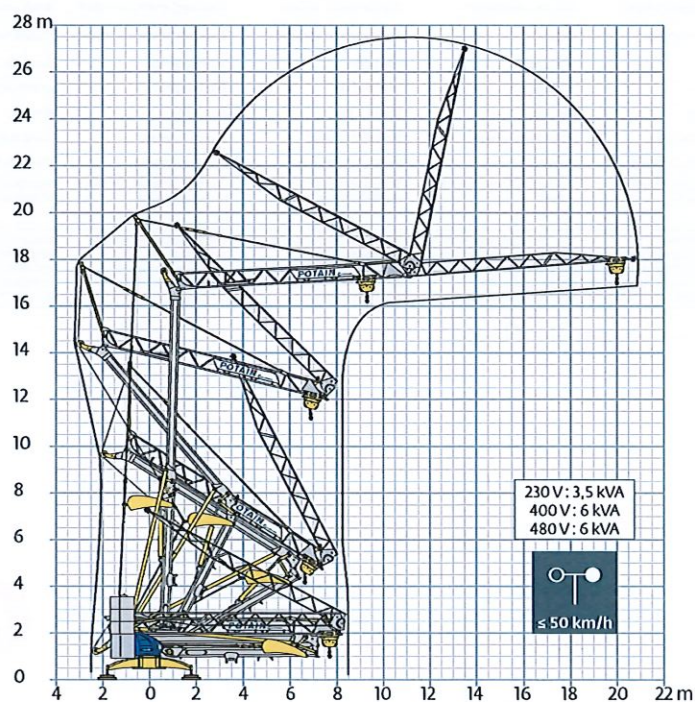 28 m
26
24
22
20
18
16
14
12
10
8
6
4
2
0
POTAIN
POTAIN
POTAIN
POTAIN
230 V : 3,5 kVA
400 V : 6 kVA
480 V : 6 kVA
≤ 50 km/h
4 2 0 2 4 6 8 10 12 14 16 18 20 22 m